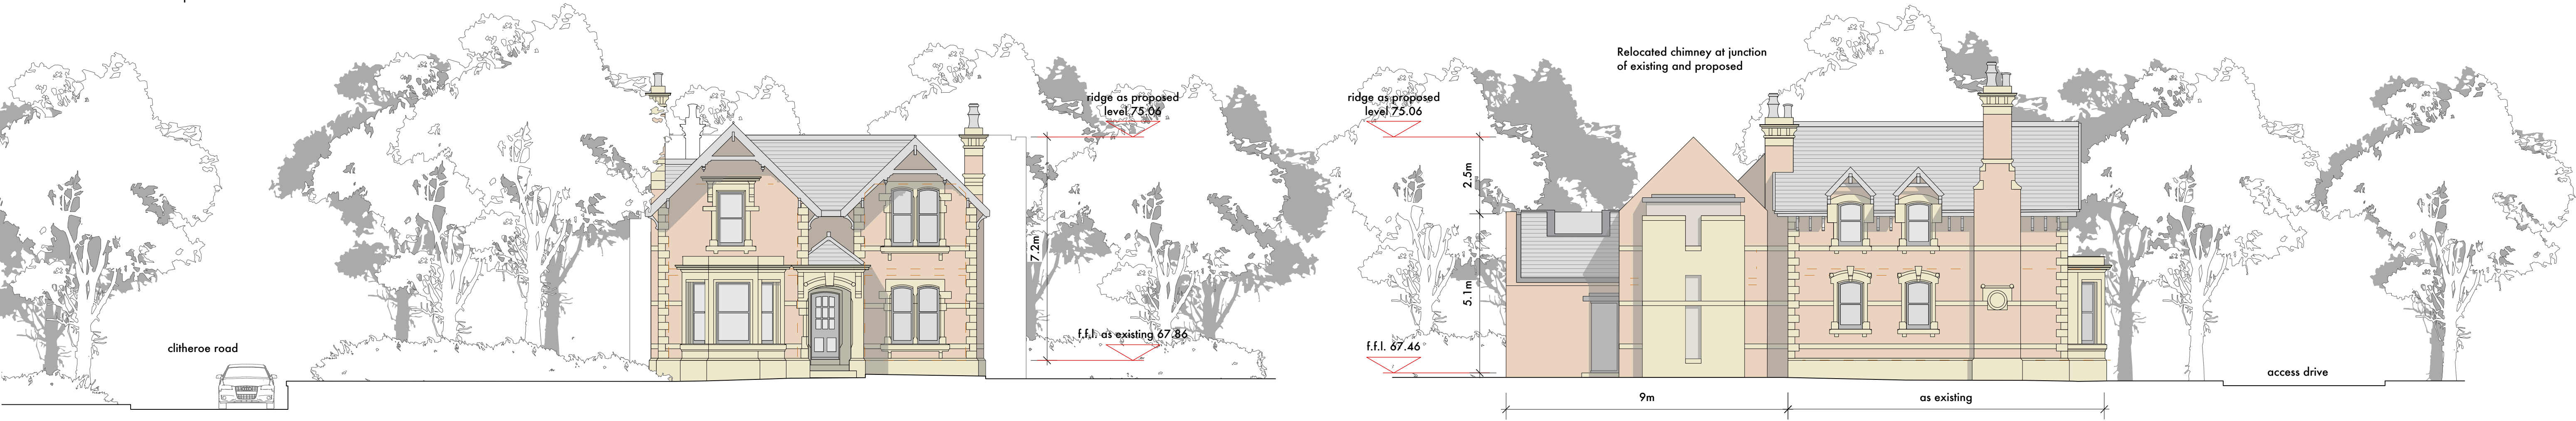 clitheroe road
ridge as proposed
level 75.06
7.2m
f.f.l. as existing 67.86
ridge as proposed
level 75.06
2.5m
5.1m
f.f.l. 67.46
Relocated chimney at junction
of existing and proposed
9m
as existing
access drive